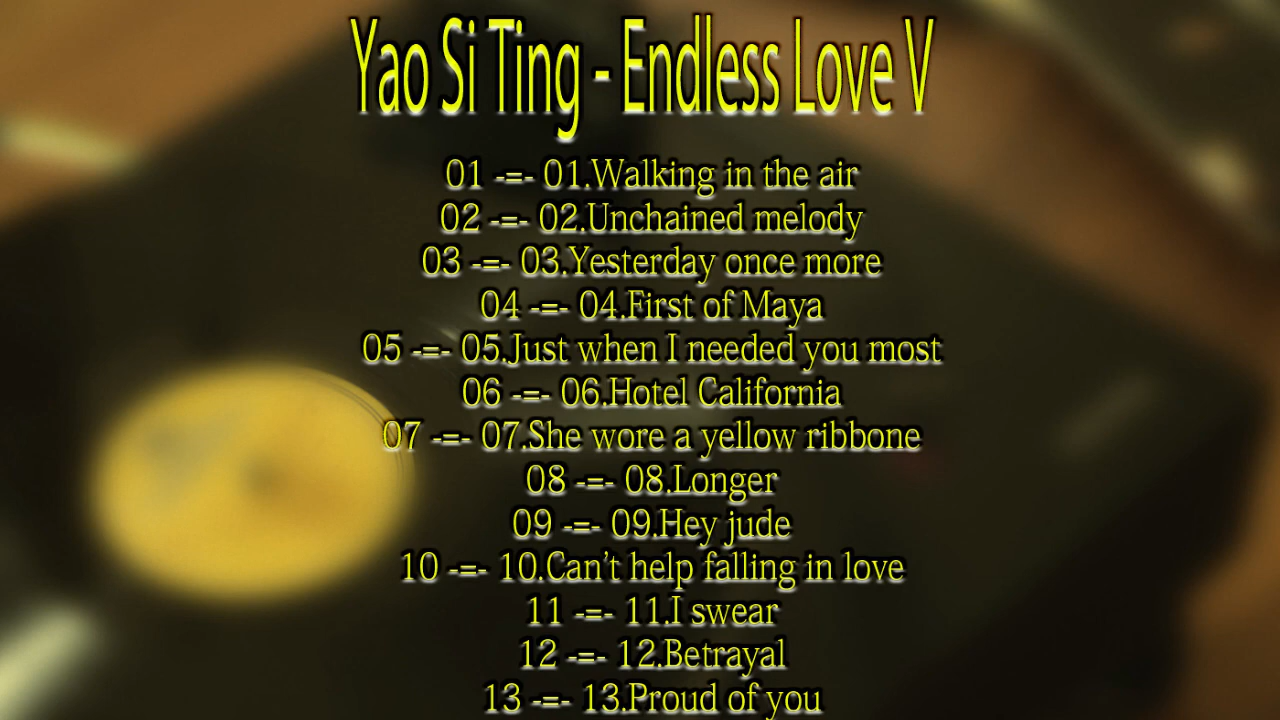 Yao Si Ting - Endless Love V
01 -=- 01.Walking in the air
02 -=- 02.Unchained melody
03 -=- 03.Yesterday once more
04 -=- 04.First of Maya
05 -=- 05.Just when I needed you most
06 -=- 06.Hotel California
07 -=- 07.She wore a yellow ribbone
08 -=- 08.Longer
09 -=- 09.Hey jude
10 -=- 10.Can't help falling in love
11 -=- 11.I swear
12 -=- 12.Betrayal
13 -=- 13.Proud of you